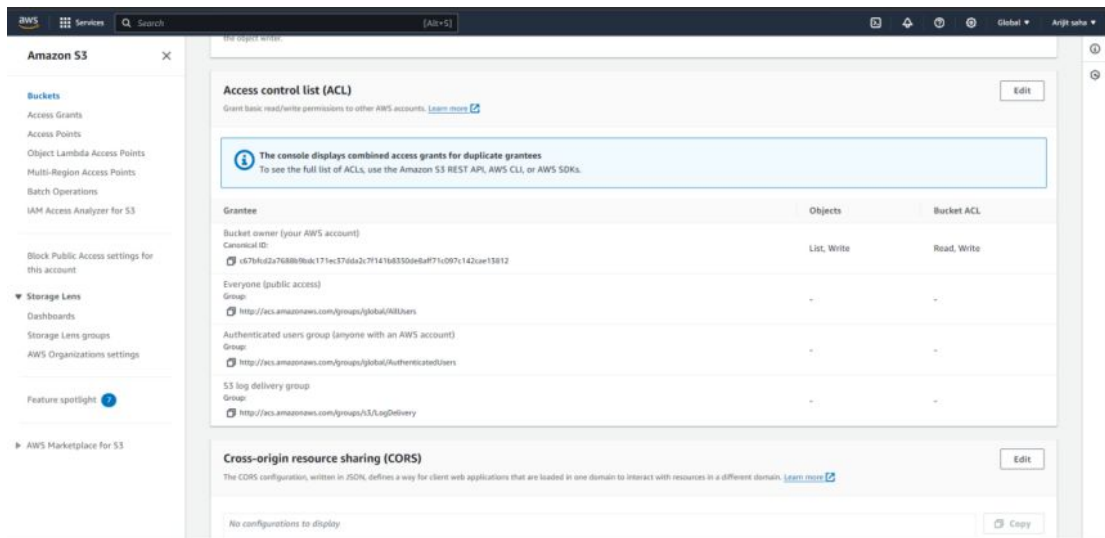 aws Services Search [Alt+S] Global Arijit saha
Amazon S3
Buckets
Access Grants
Access Points
Object Lambda Access Points
Multi-Region Access Points
Batch Operations
IAM Access Analyzer for S3
Block Public Access settings for
this account
Storage Lens
Dashboards
Storage Lens groups
AWS Organizations settings
Feature spotlight 7
AWS Marketplace for S3
the object writer.
Access control list (ACL)
Edit
Grant basic read/write permissions to other AWS accounts. Learn more
The console displays combined access grants for duplicate grantees
To see the full list of ACLs, use the Amazon S3 REST API, AWS CLI, or AWS SDKs.
Grantee Objects Bucket ACL
Bucket owner (your AWS account)
Canonical ID:
List, Write Read, Write
Everyone (public access)
Group:
http://acs.amazonaws.com/groups/global/AllUsers
- -
Authenticated users group (anyone with an AWS account)
Group:
http://acs.amazonaws.com/groups/global/AuthenticatedUsers
- -
S3 log delivery group
Group:
http://acs.amazonaws.com/groups/s3/LogDelivery
- -
Cross-origin resource sharing (CORS)
Edit
The CORS configuration, written in JSON, defines a way for client web applications that are loaded in one domain to interact with resources in a different domain. Learn more
No configurations to display
Copy